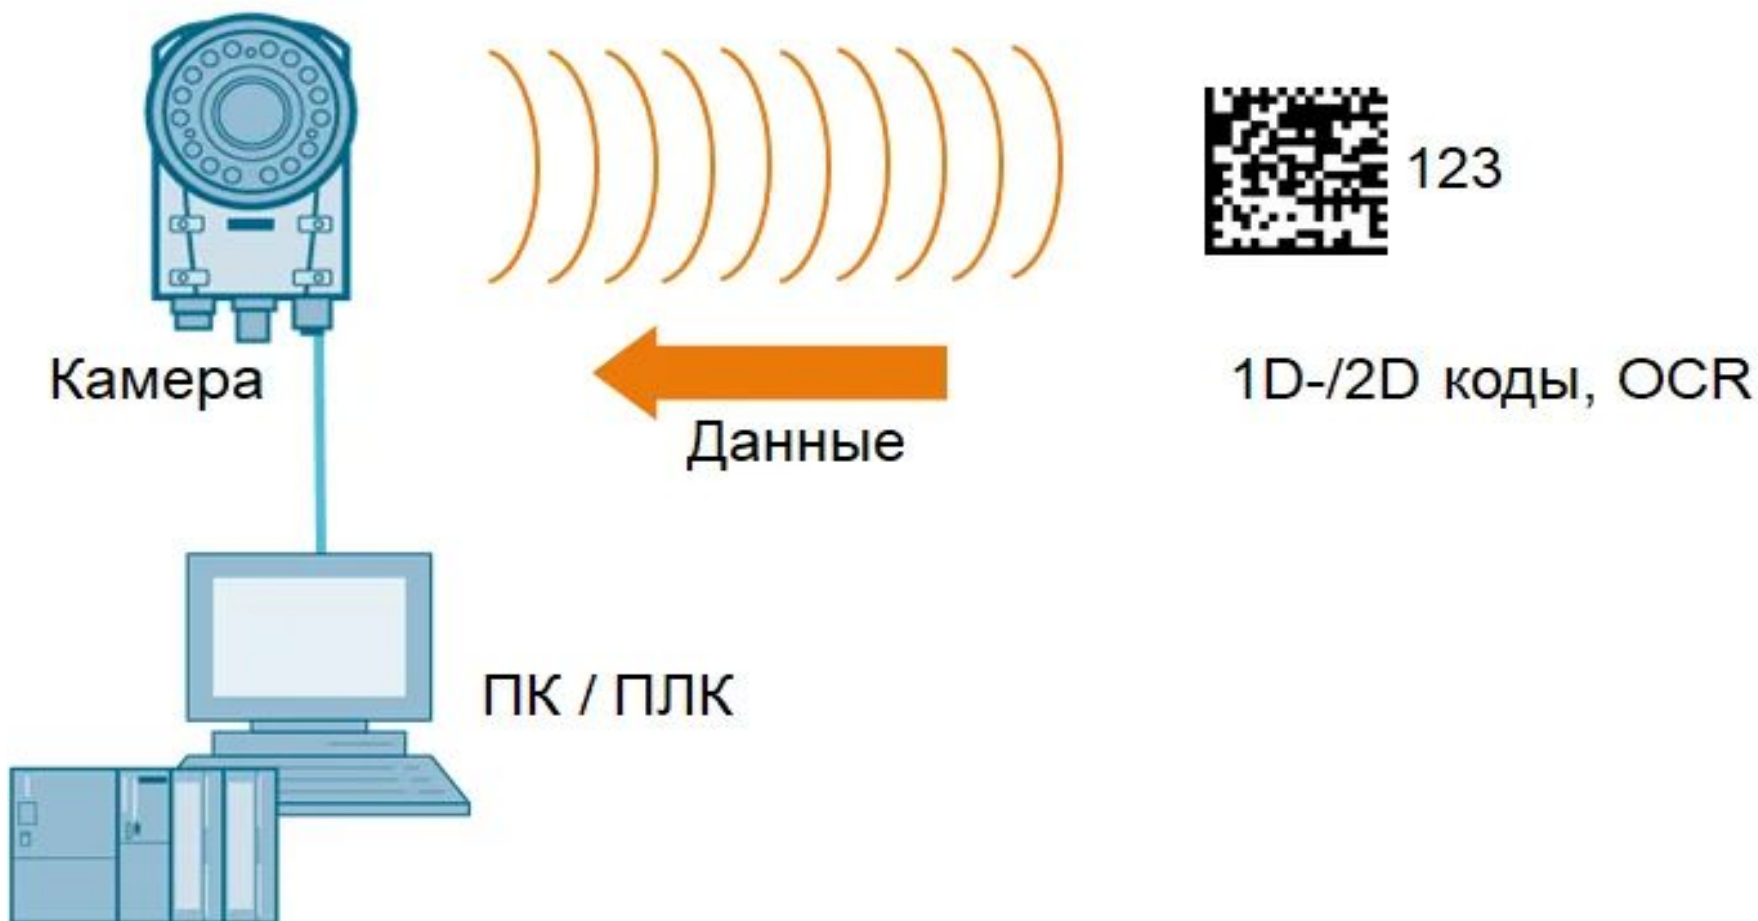 123
Камера
1D-/2D коды, OCR
Данные
ПК / ПЛК